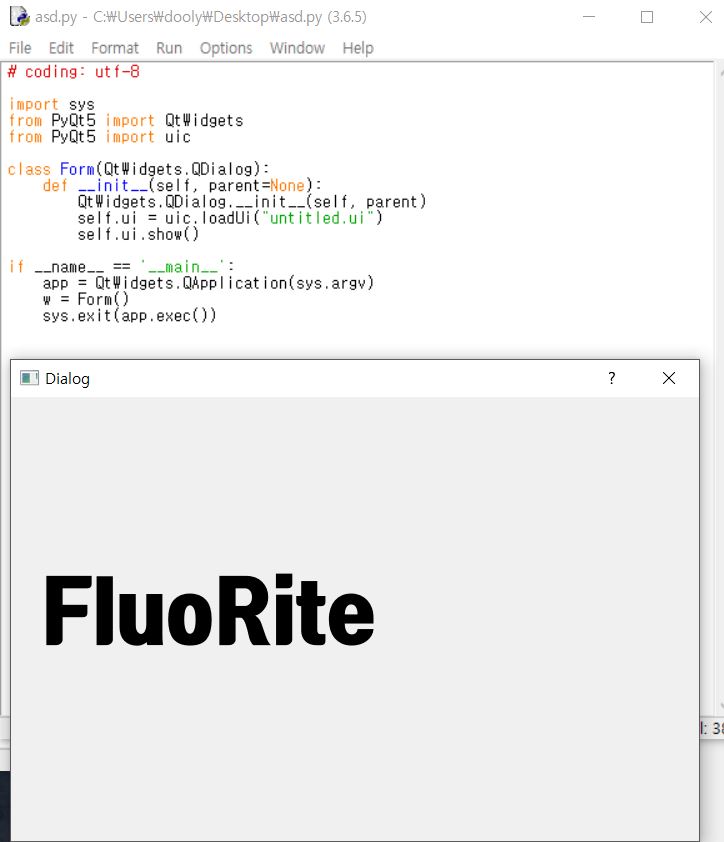 asd.py - C:₩Users₩dooly₩Desktop₩asd.py (3.6.5)
File Edit Format Run Options Window Help
# coding: utf-8
import sys
from PyQt5 import QtWidgets
from PyQt5 import uic
class Form(QtWidgets.QDialog):
    def __init__(self, parent=None):
        QtWidgets.QDialog.__init__(self, parent)
        self.ui = uic.loadUi("untitled.ui")
        self.ui.show()
if __name__ == '__main__':
    app = QtWidgets.QApplication(sys.argv)
    w = Form()
    sys.exit(app.exec())
Dialog ?
FluoRite